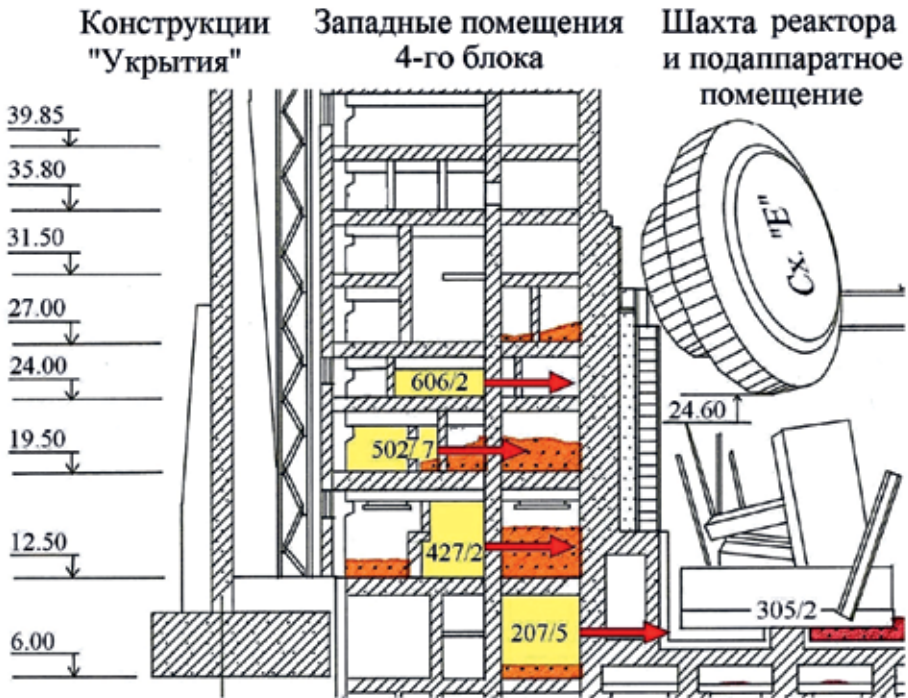 Конструкции
"Укрытия"
Западные помещения
4-го блока
Шахта реактора
и подаппаратное
помещение
39.85
35.80
31.50
27.00
24.00
19.50
12.50
6.00
Сх. "Е"
606/2
24.60
502/7
427/2
305/2
207/5